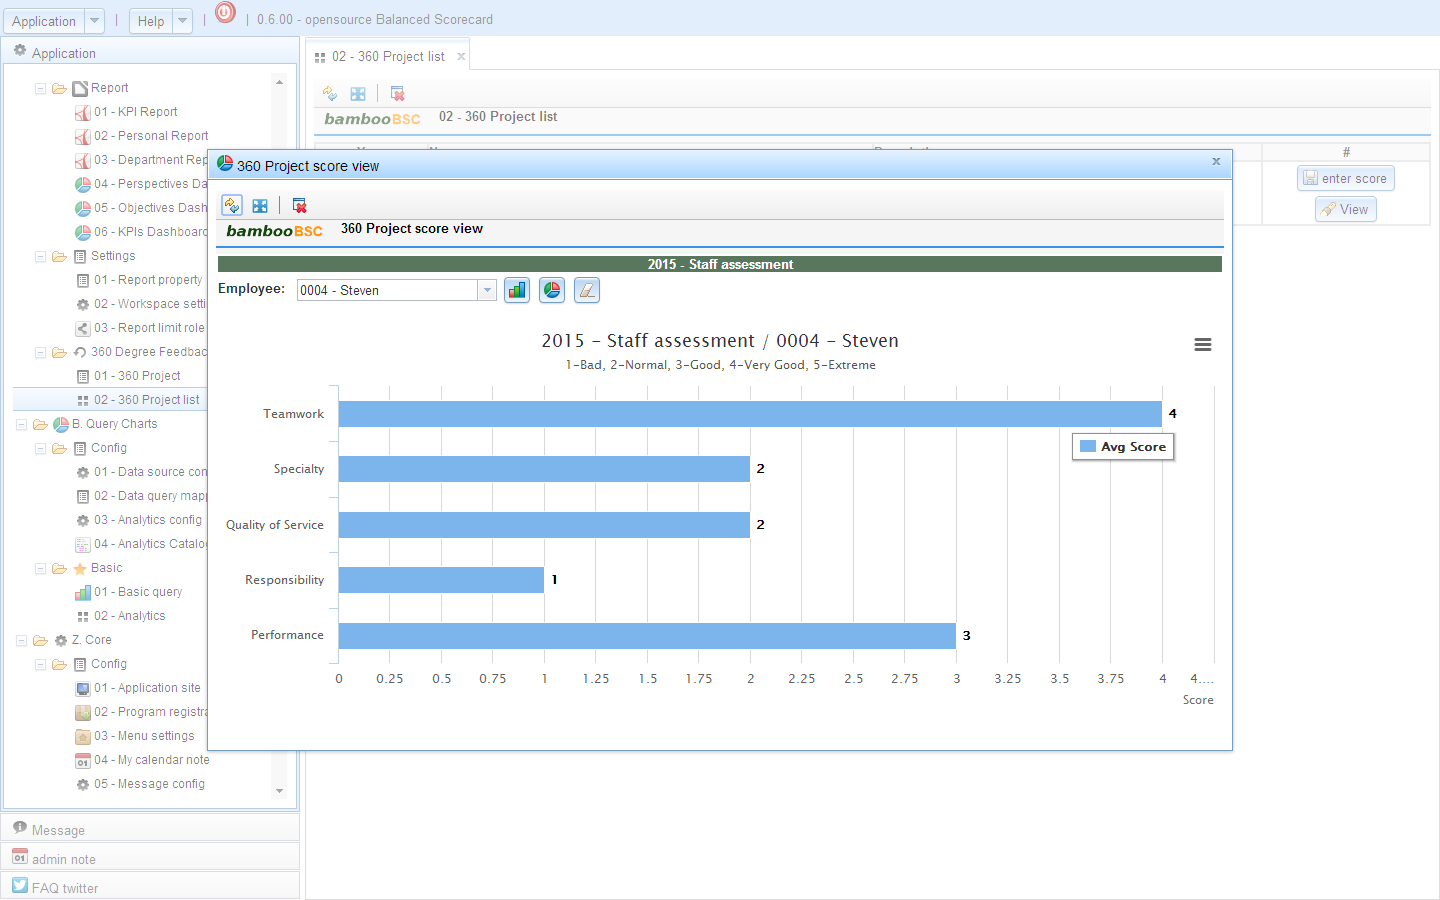 Application
Help
0.6.00 - opensource Balanced Scorecard
Application
Report
01 - KPI Report
02 - Personal Report
03 - Department Rep
04 - Perspectives Da
05 - Objectives Dash
06 - KPIs Dashboard
Settings
01 - Report property
02 - Workspace setti
03 - Report limit role
360 Degree Feedbac
01 - 360 Project
02 - 360 Project list
B. Query Charts
Config
01 - Data source con
02 - Data query mapp
03 - Analytics config
04 - Analytics Catalog
Basic
01 - Basic query
02 - Analytics
Z. Core
Config
01 - Application site
02 - Program registra
03 - Menu settings
04 - My calendar note
05 - Message config
Message
admin note
FAQ twitter
02 - 360 Project list x
bambooBSC 02 - 360 Project list
#
enter score
View
360 Project score view x
bambooBSC 360 Project score view
2015 - Staff assessment
Employee: 0004 - Steven
2015 - Staff assessment / 0004 - Steven
1-Bad, 2-Normal, 3-Good, 4-Very Good, 5-Extreme
Teamwork 4
Avg Score
Specialty 2
Quality of Service 2
Responsibility 1
Performance 3
0 0.25 0.5 0.75 1 1.25 1.5 1.75 2 2.25 2.5 2.75 3 3.25 3.5 3.75 4 4....
Score